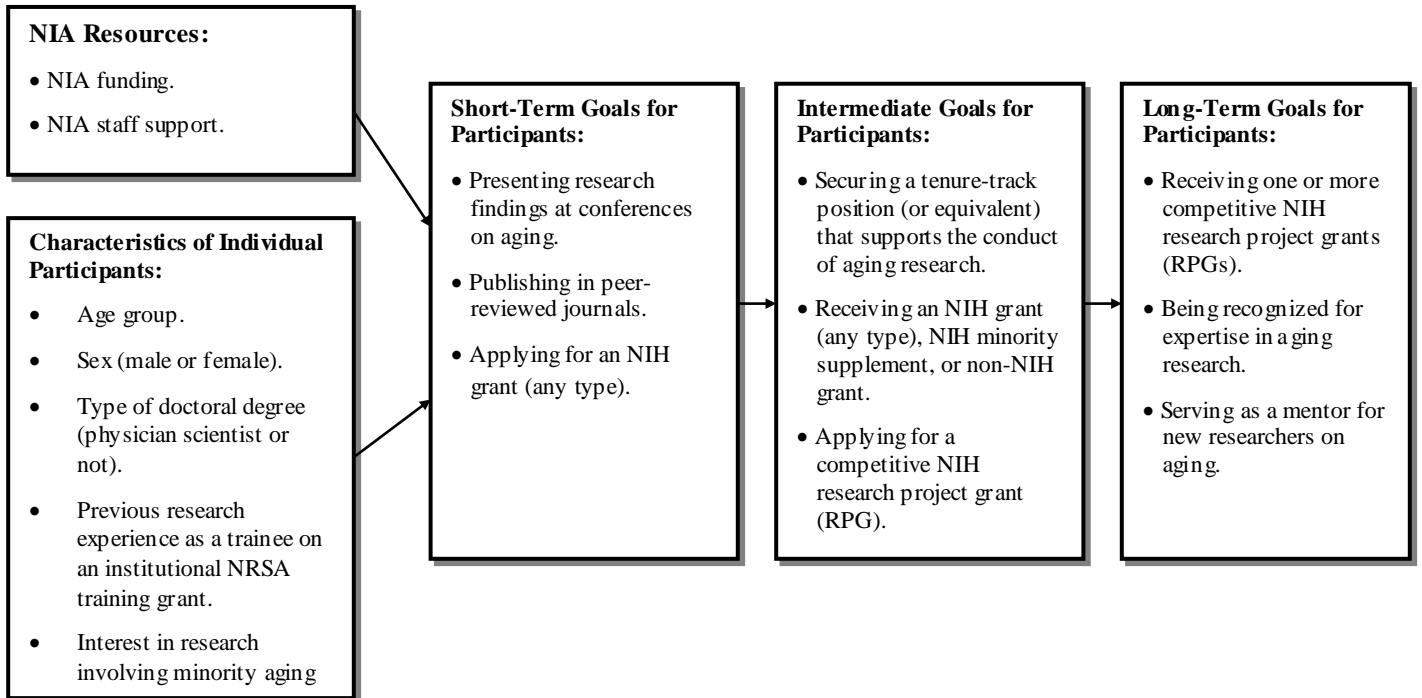 NIA Resources:
• NIA funding.
• NIA staff support.
Characteristics of Individual
Participants:
• Age group.
• Sex (male or female).
• Type of doctoral degree
(physician scientist or
not).
• Previous research
experience as a trainee on
an institutional NRSA
training grant.
• Interest in research
involving minority aging
Short-Term Goals for
Participants:
• Presenting research
findings at conferences
on aging.
• Publishing in peer-
reviewed journals.
• Applying for an NIH
grant (any type).
Intermediate Goals for
Participants:
• Securing a tenure-track
position (or equivalent)
that supports the conduct
of aging research.
• Receiving an NIH grant
(any type), NIH minority
supplement, or non-NIH
grant.
• Applying for a
competitive NIH
research project grant
(RPG).
Long-Term Goals for
Participants:
• Receiving one or more
competitive NIH
research project grants
(RPGs).
• Being recognized for
expertise in aging
research.
• Serving as a mentor for
new researchers on
aging.